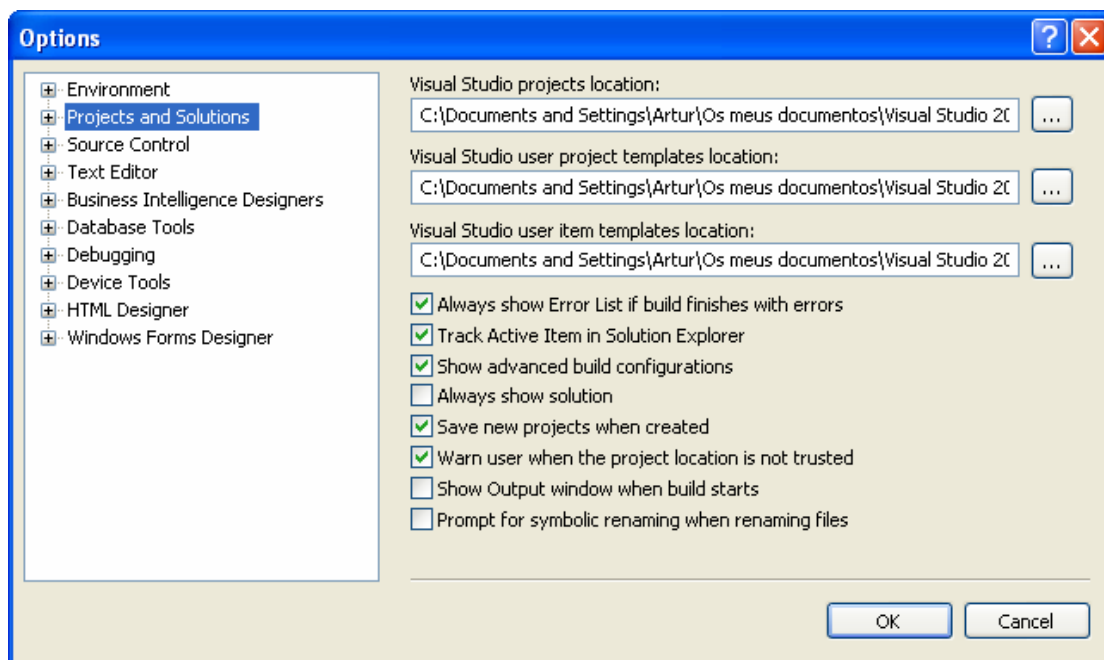 Options
Environment
Projects and Solutions
Source Control
Text Editor
Business Intelligence Designers
Database Tools
Debugging
Device Tools
HTML Designer
Windows Forms Designer
Visual Studio projects location:
C:\Documents and Settings\Artur\Os meus documentos\Visual Studio 20
...
Visual Studio user project templates location:
C:\Documents and Settings\Artur\Os meus documentos\Visual Studio 20
...
Visual Studio user item templates location:
C:\Documents and Settings\Artur\Os meus documentos\Visual Studio 20
...
Always show Error List if build finishes with errors
Track Active Item in Solution Explorer
Show advanced build configurations
Always show solution
Save new projects when created
Warn user when the project location is not trusted
Show Output window when build starts
Prompt for symbolic renaming when renaming files
OK
Cancel